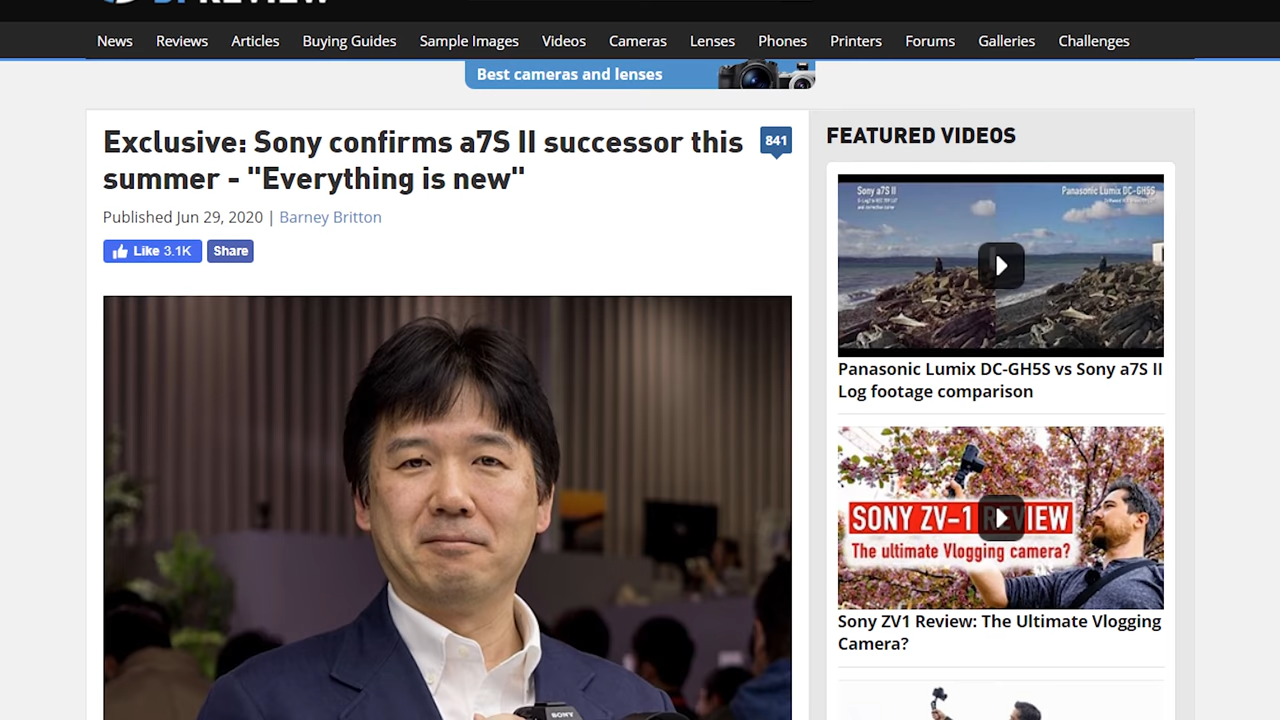 News Reviews Articles Buying Guides Sample Images Videos Cameras Lenses Phones Printers Forums Galleries Challenges
Best cameras and lenses
Exclusive: Sony confirms a7S II successor this
summer - "Everything is new"
841
Published Jun 29, 2020 | Barney Britton
Like 3.1K Share
SONY
FEATURED VIDEOS
Sony a7S II
Panasonic Lumix DC-GH5S
Panasonic Lumix DC-GH5S vs Sony a7S II
Log footage comparison
SONY ZV-1 REVIEW
The ultimate Vlogging camera?
Sony ZV1 Review: The Ultimate Vlogging
Camera?